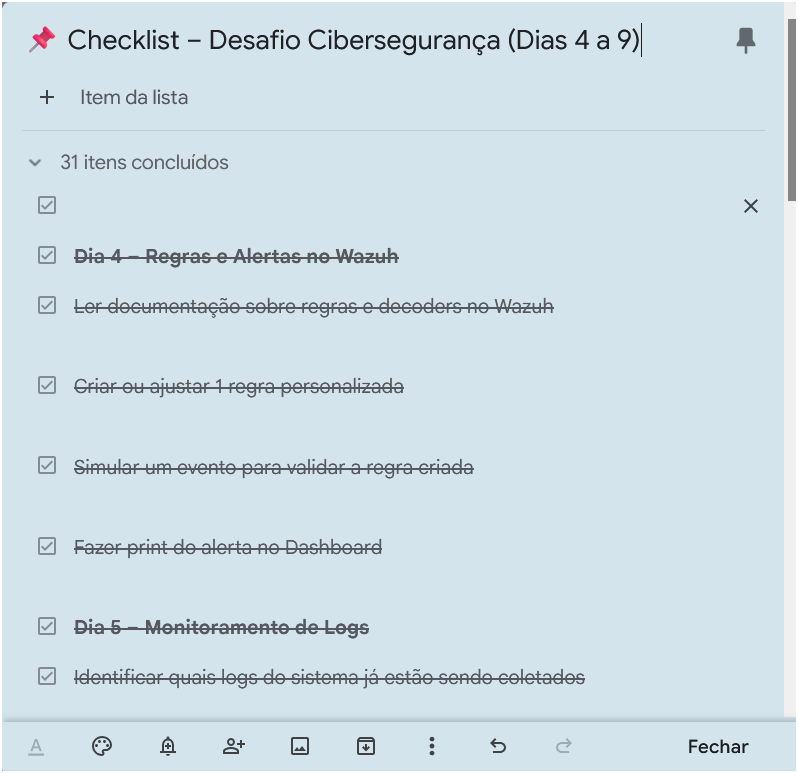 📌 Checklist – Desafio Cibersegurança (Dias 4 a 9)
Item da lista
31 itens concluídos
Dia 4 – Regras e Alertas no Wazuh
Ler documentação sobre regras e decoders no Wazuh
Criar ou ajustar 1 regra personalizada
Simular um evento para validar a regra criada
Fazer print do alerta no Dashboard
Dia 5 – Monitoramento de Logs
Identificar quais logs do sistema já estão sendo coletados
A
Fechar